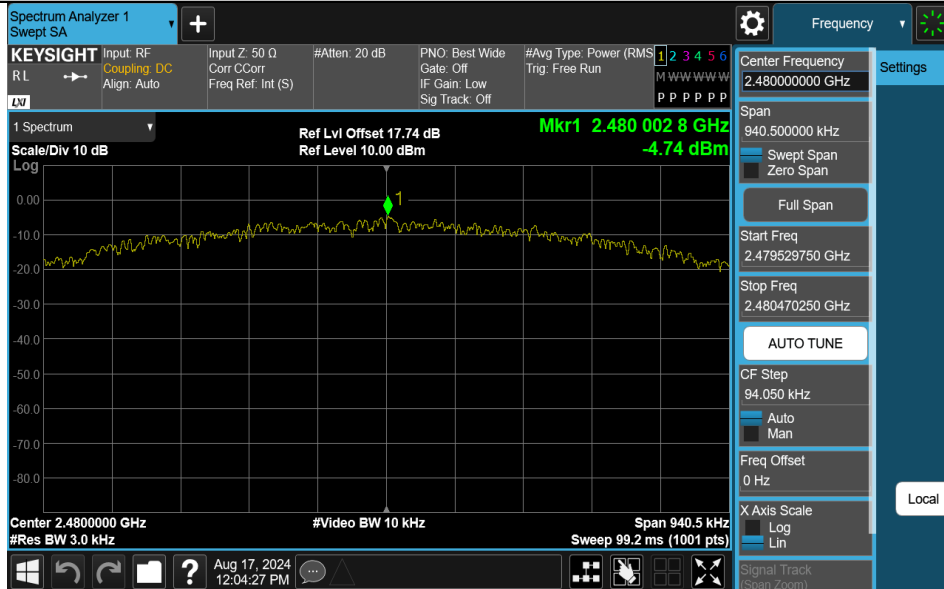 Spectrum Analyzer 1
Swept SA
+
Frequency
KEYSIGHT
RL
LXI
Input: RF
Coupling: DC
Align: Auto
Input Z: 50 Ω
Corr CCorr
Freq Ref: Int (S)
#Atten: 20 dB
PNO: Best Wide
Gate: Off
IF Gain: Low
Sig Track: Off
#Avg Type: Power (RMS
Trig: Free Run
1 2 3 4 5 6
M W W W W W
P P P P P P
1 Spectrum
Scale/Div 10 dB
Log
Ref Lvl Offset 17.74 dB
Ref Level 10.00 dBm
Mkr1 2.480 002 8 GHz
-4.74 dBm
1
0.00
-10.0
-20.0
-30.0
-40.0
-50.0
-60.0
-70.0
-80.0
Center 2.4800000 GHz
#Res BW 3.0 kHz
#Video BW 10 kHz
Span 940.5 kHz
Sweep 99.2 ms (1001 pts)
?
Aug 17, 2024
12:04:27 PM
Center Frequency
2.480000000 GHz
Span
940.500000 kHz
Swept Span
Zero Span
Full Span
Start Freq
2.479529750 GHz
Stop Freq
2.480470250 GHz
AUTO TUNE
CF Step
94.050 kHz
Auto
Man
Freq Offset
0 Hz
X Axis Scale
Log
Lin
Signal Track
(Span Zoom)
Settings
Local